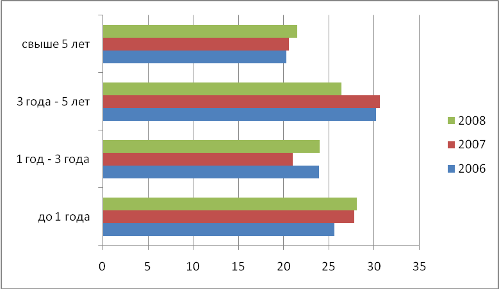 свыше 5 лет
3 года - 5 лет
1 год - 3 года
до 1 года
2008
2007
2006
0 5 10 15 20 25 30 35